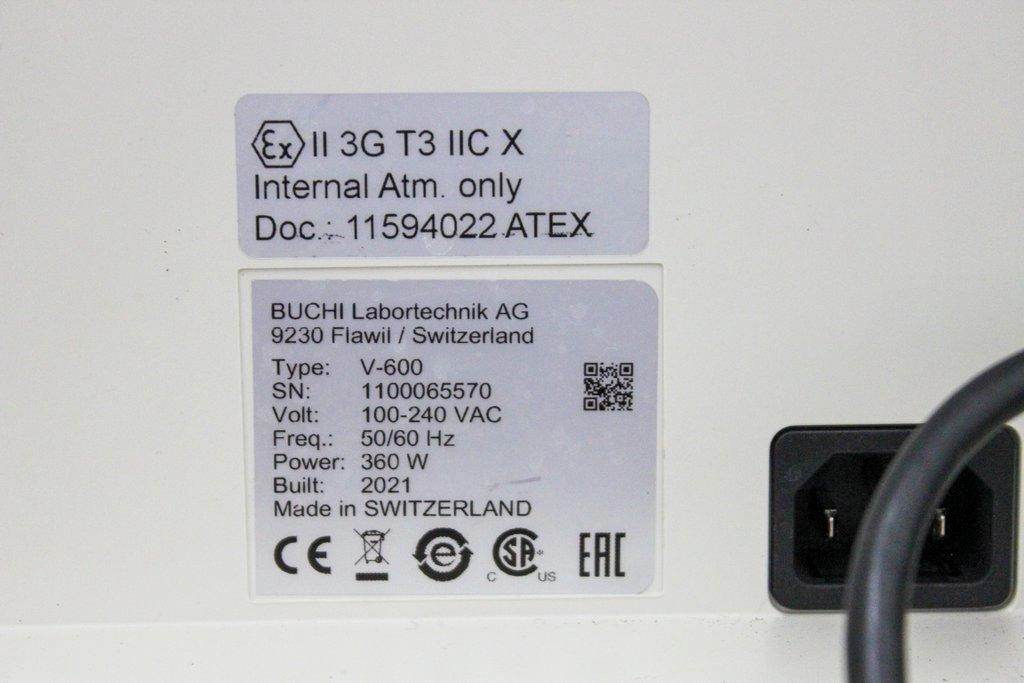 Ex II 3G T3 IIC X
Internal Atm. only
Doc.: 11594022 ATEX
BUCHI Labortechnik AG
9230 Flawil / Switzerland
Type: V-600
SN: 1100065570
Volt: 100-240 VAC
Freq.: 50/60 Hz
Power: 360 W
Built: 2021
Made in SWITZERLAND
CE e C SA US EAC